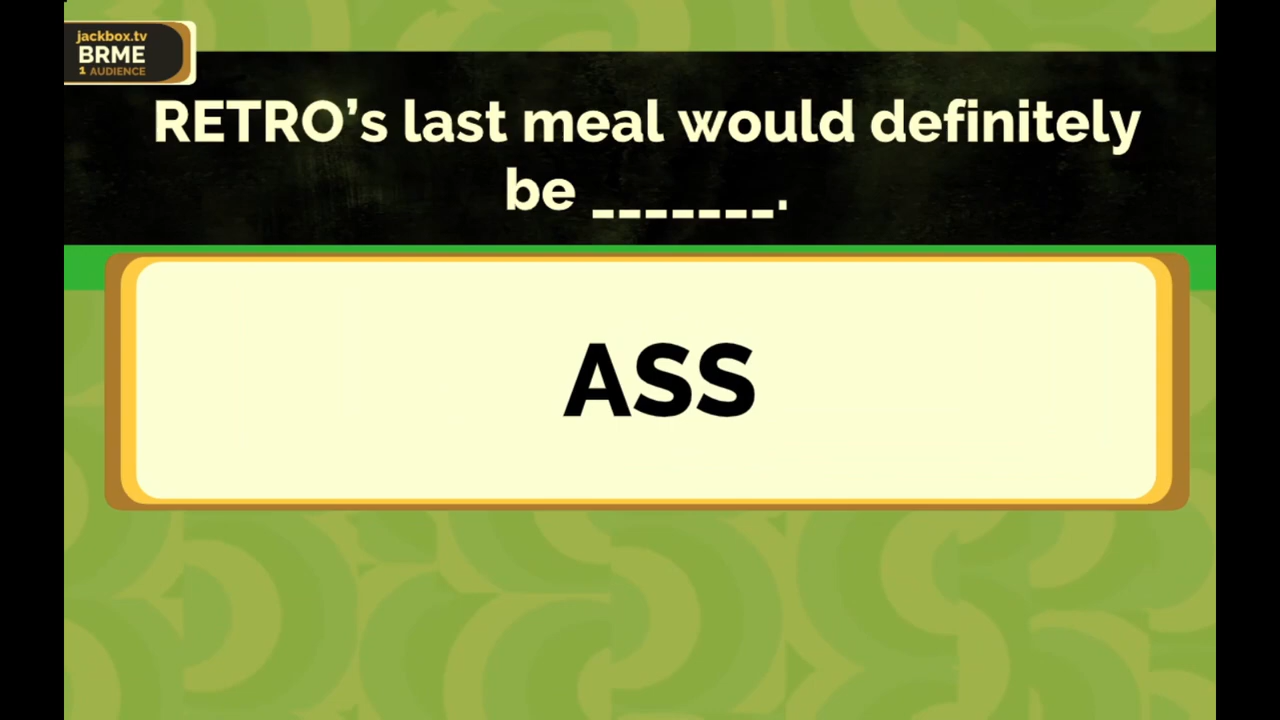 jackbox.tv
BRME
1 AUDIENCE
RETRO’s last meal would definitely
be _______.
ASS